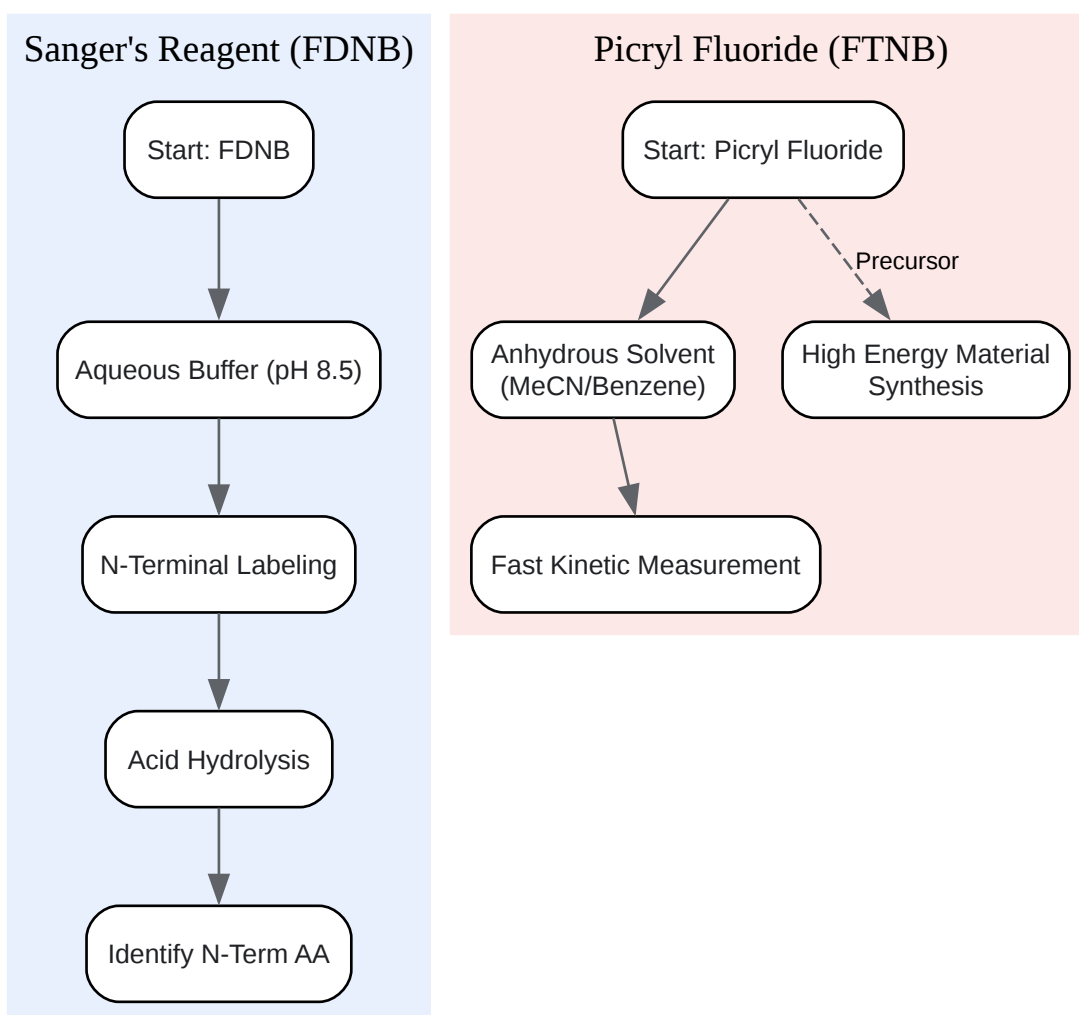 Sanger's Reagent (FDNB)
Start: FDNB
Aqueous Buffer (pH 8.5)
N-Terminal Labeling
Acid Hydrolysis
Identify N-Term AA
Picryl Fluoride (FTNB)
Start: Picryl Fluoride
Precursor
Anhydrous Solvent
(MeCN/Benzene)
High Energy Material
Synthesis
Fast Kinetic Measurement